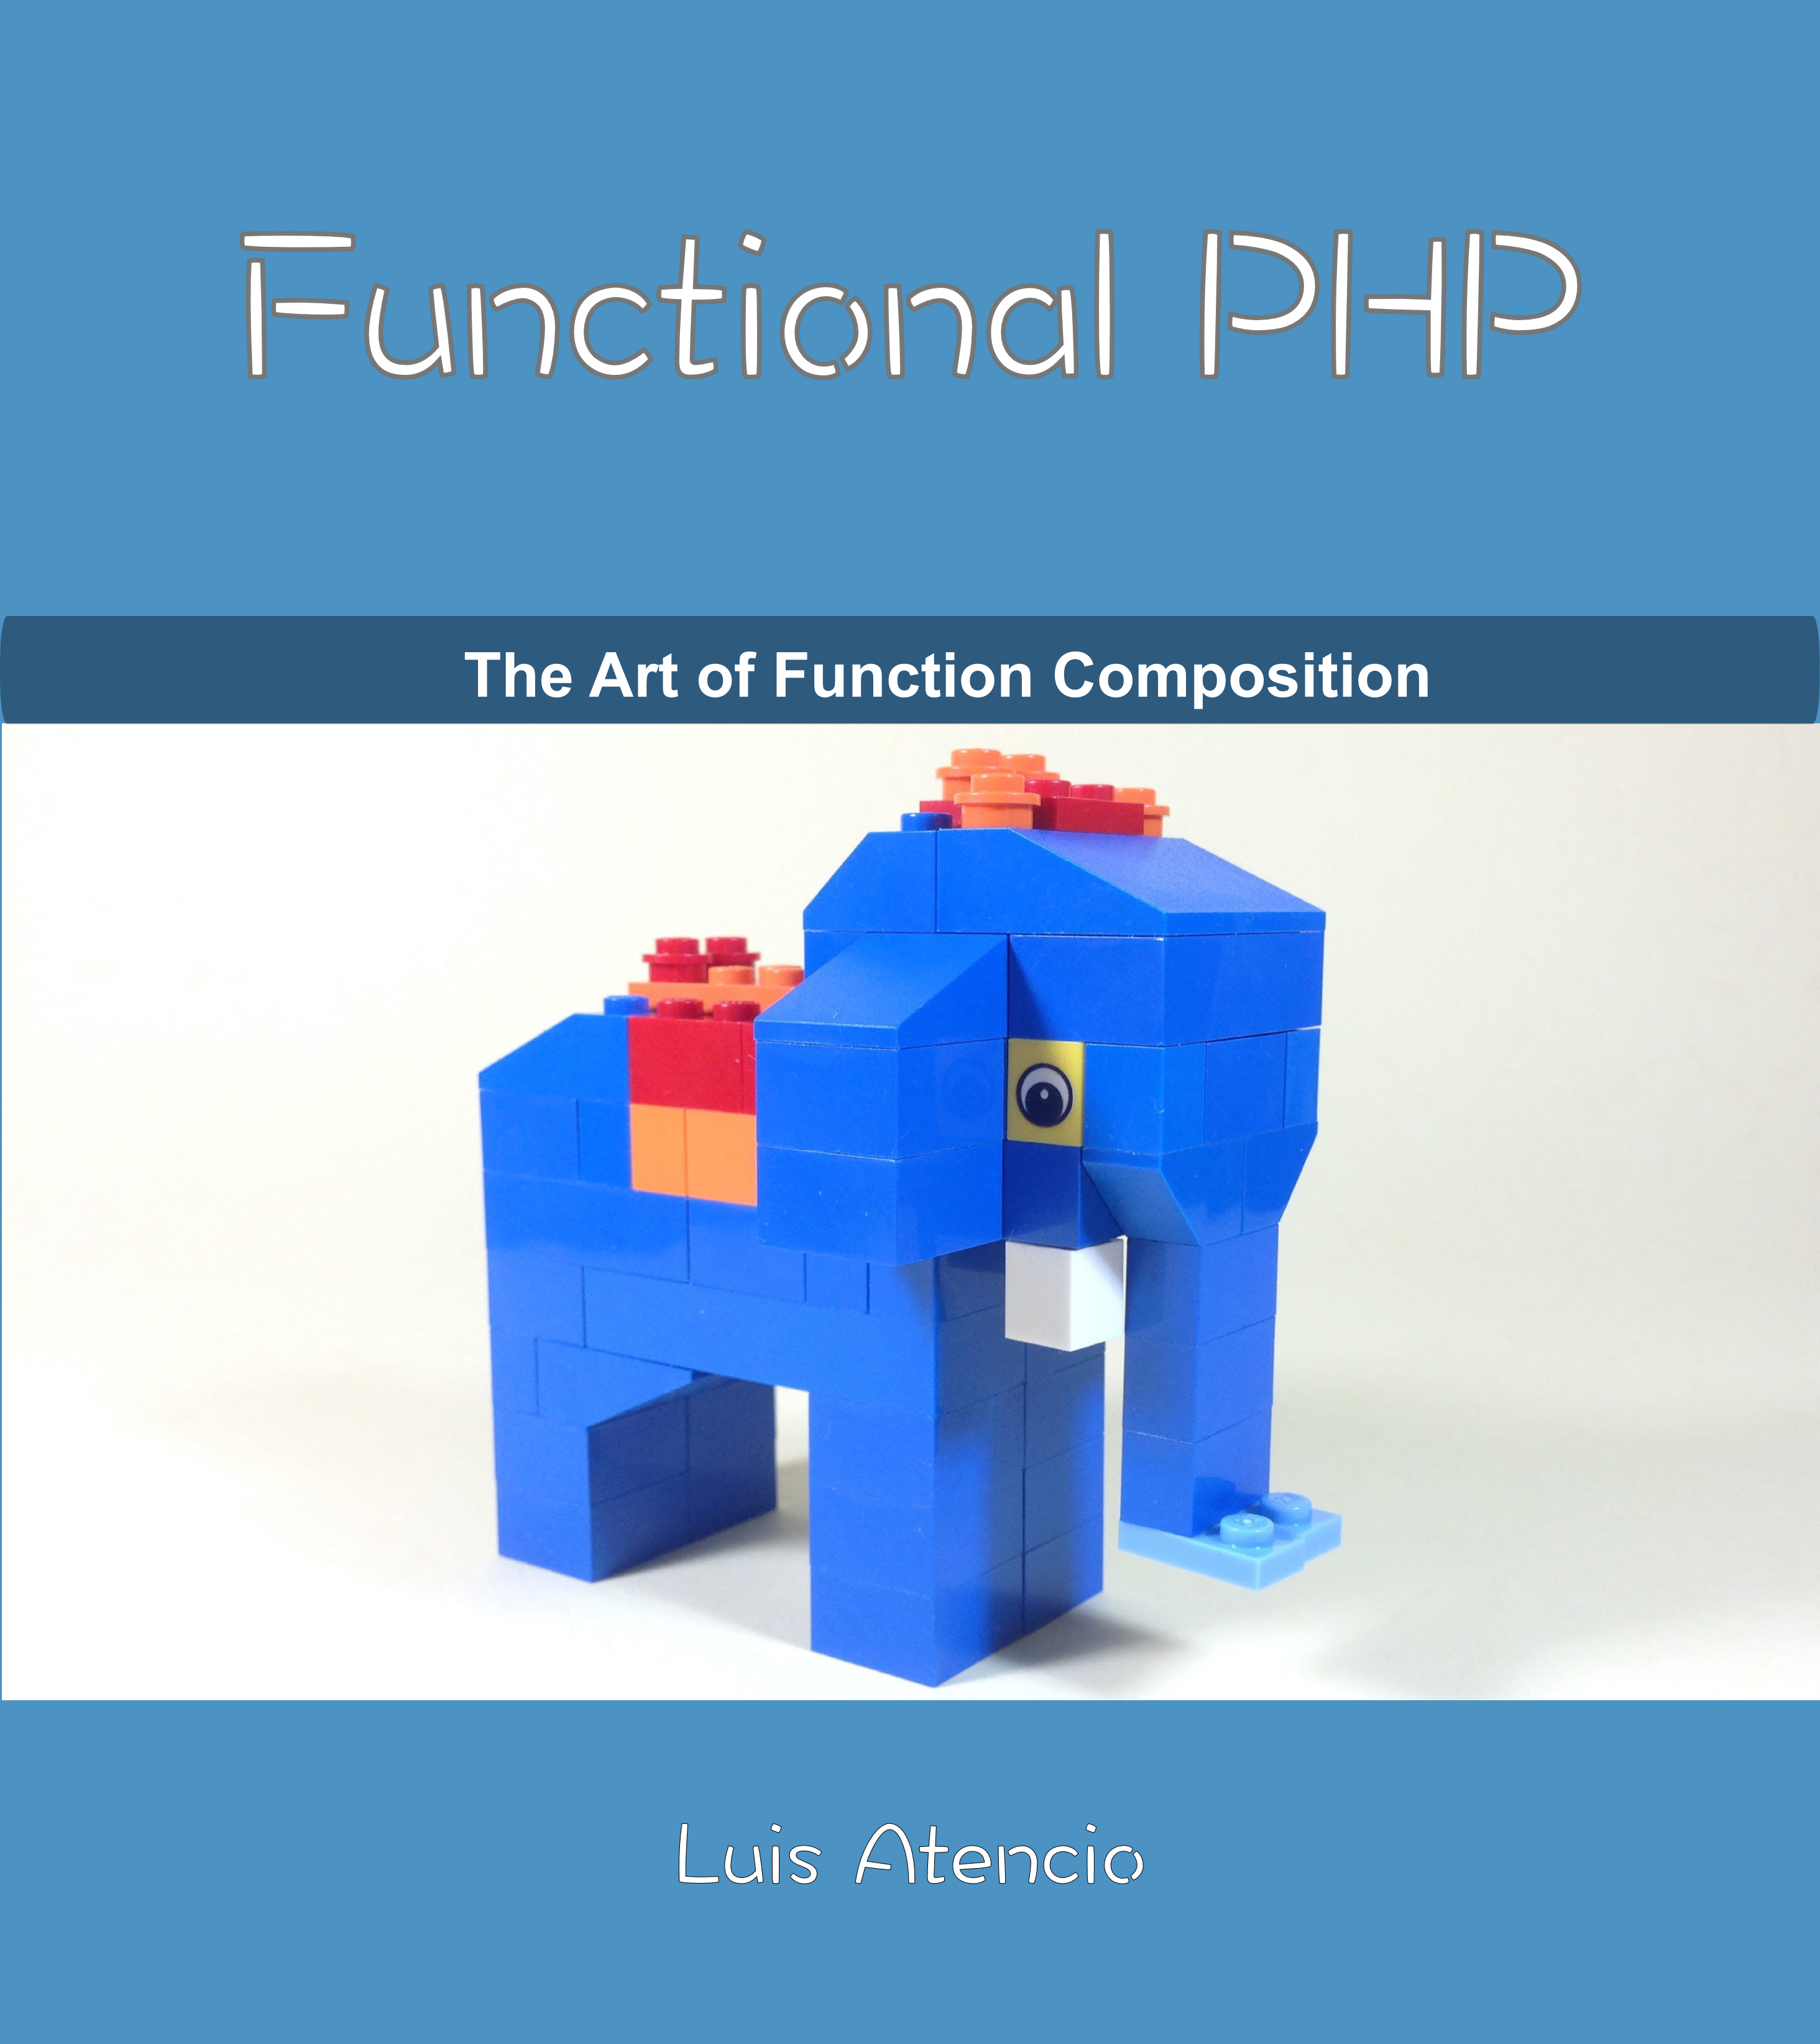 Functional PHP
The Art of Function Composition
Luis Atencio